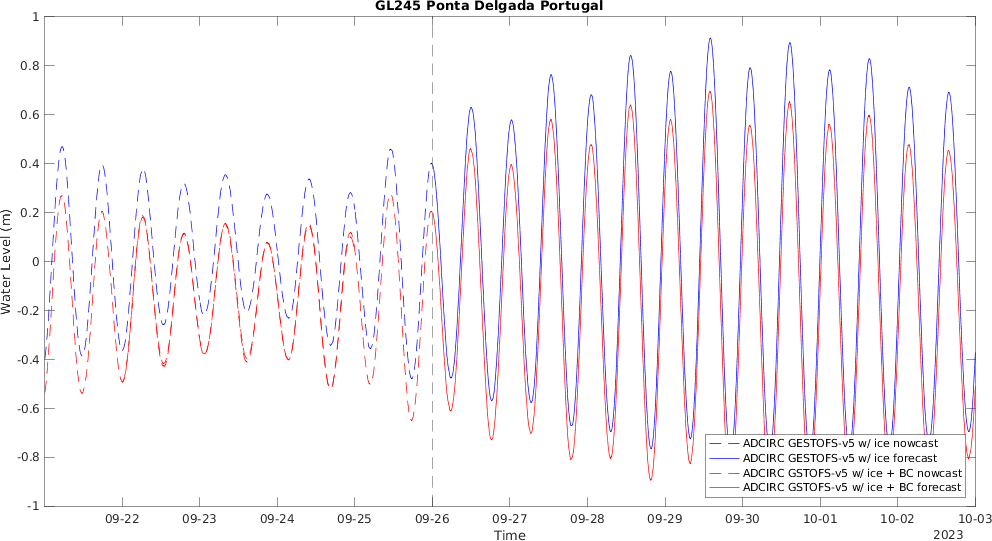 GL245 Ponta Delgada Portugal
Water Level (m)
1
0.8
0.6
0.4
0.2
0
-0.2
-0.4
-0.6
-0.8
-1
ADCIRC GESTOFS-v5 w/ ice nowcast
ADCIRC GESTOFS-v5 w/ ice forecast
ADCIRC GSTOFS-v5 w/ ice + BC nowcast
ADCIRC GSTOFS-v5 w/ ice + BC forecast
09-22 09-23 09-24 09-25 09-26 09-27 09-28 09-29 09-30 10-01 10-02 10-03
Time
2023